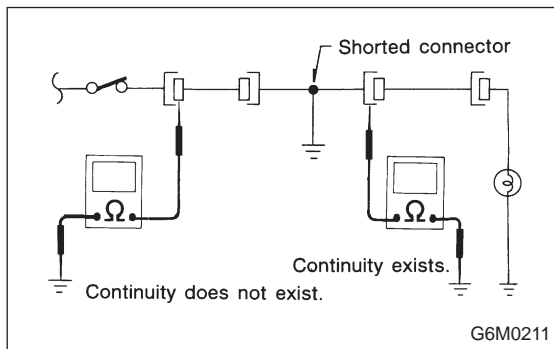 Shorted connector
Ω
Ω
Continuity exists.
Continuity does not exist.
G6M0211